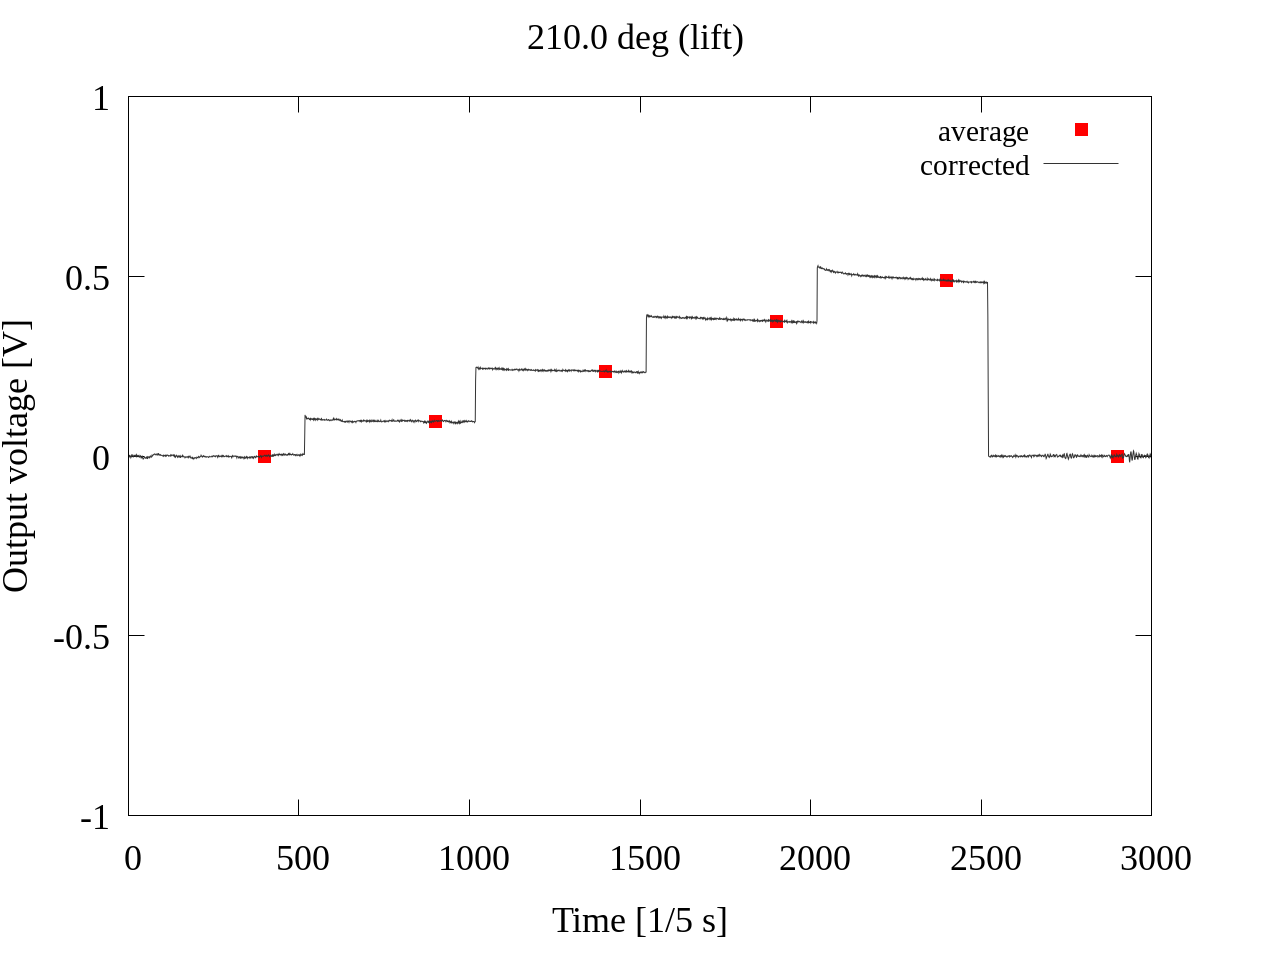 210.0 deg (lift)
1
0.5
0
-0.5
-1
Output voltage [V]
average
corrected
0 500 1000 1500 2000 2500 3000
Time [1/5 s]